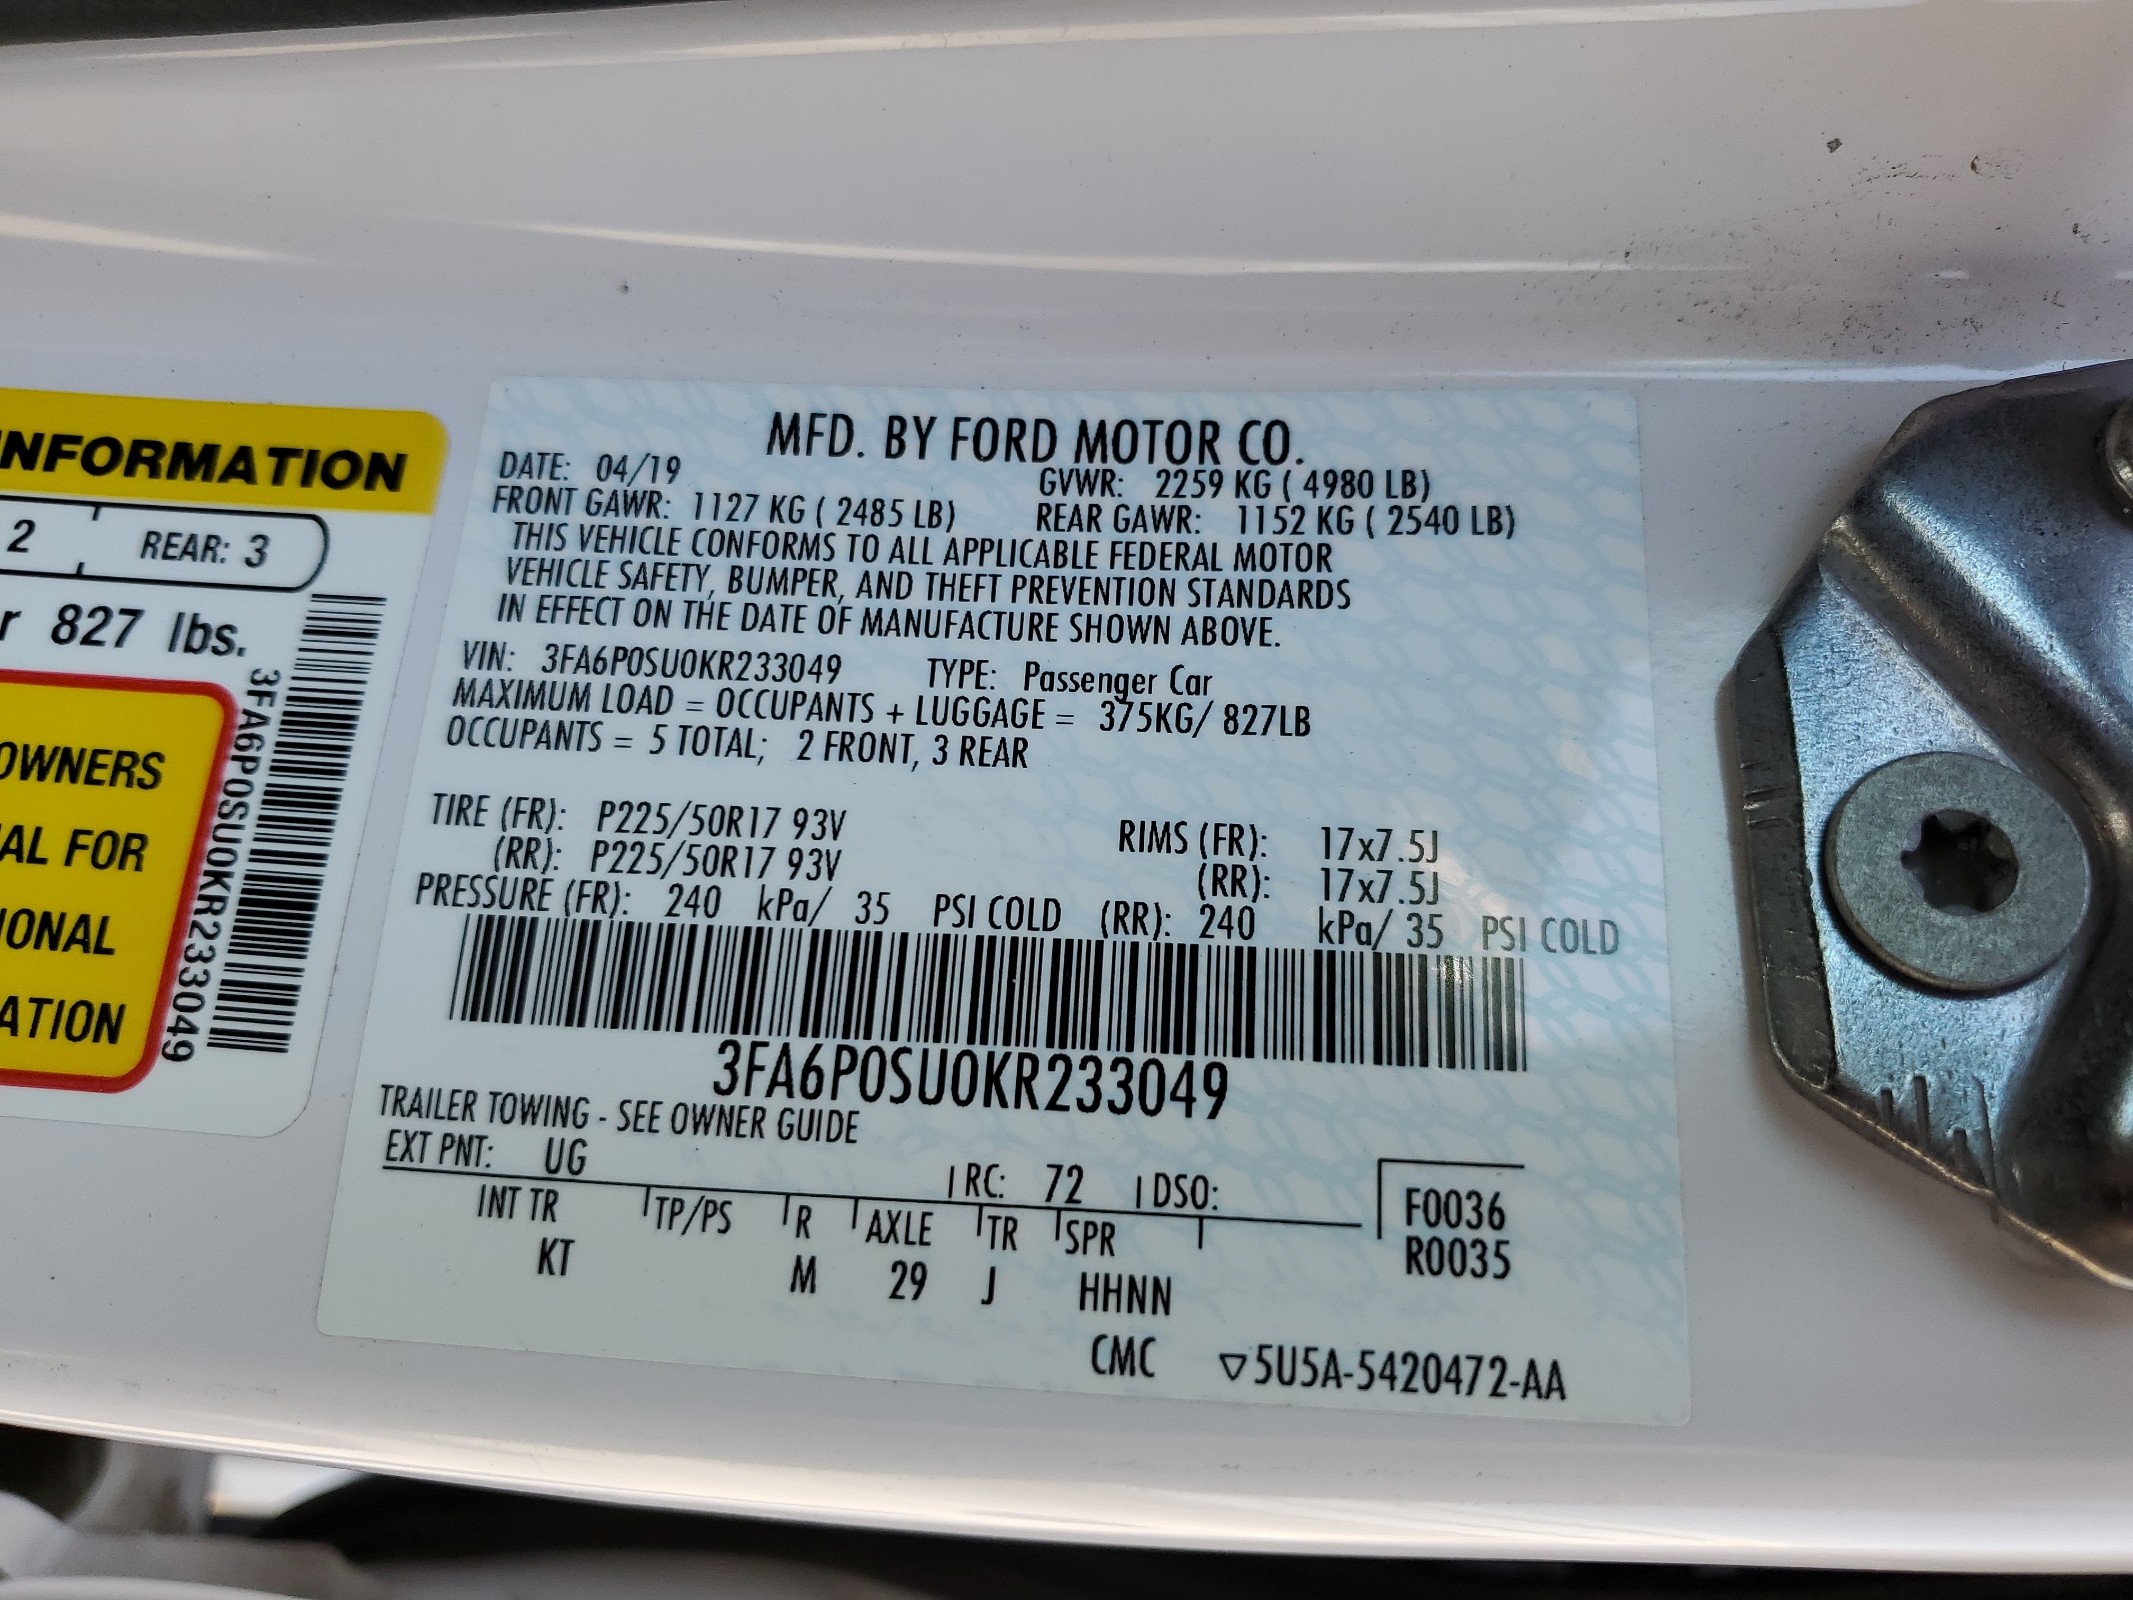 NFORMATION
2 REAR: 3
r 827 lbs.
OWNERS
AL FOR
IONAL
ATION
3FA6P0SU0KR233049
MFD. BY FORD MOTOR CO.
DATE: 04/19 GVWR: 2259 KG ( 4980 LB)
FRONT GAWR: 1127 KG ( 2485 LB) REAR GAWR: 1152 KG ( 2540 LB)
THIS VEHICLE CONFORMS TO ALL APPLICABLE FEDERAL MOTOR
VEHICLE SAFETY, BUMPER, AND THEFT PREVENTION STANDARDS
IN EFFECT ON THE DATE OF MANUFACTURE SHOWN ABOVE.
VIN: 3FA6P0SU0KR233049 TYPE: Passenger Car
MAXIMUM LOAD = OCCUPANTS + LUGGAGE = 375KG/ 827LB
OCCUPANTS = 5 TOTAL; 2 FRONT, 3 REAR
TIRE (FR): P225/50R17 93V RIMS (FR): 17x7.5J
(RR): P225/50R17 93V (RR): 17x7.5J
PRESSURE (FR): 240 kPa/ 35 PSI COLD (RR): 240 kPa/ 35 PSI COLD
3FA6P0SU0KR233049
TRAILER TOWING - SEE OWNER GUIDE
EXT PNT: UG RC: 72 DSO:
INT TR TP/PS R AXLE TR SPR
KT M 29 J HHNN
F0036
R0035
CMC ▽5U5A-5420472-AA